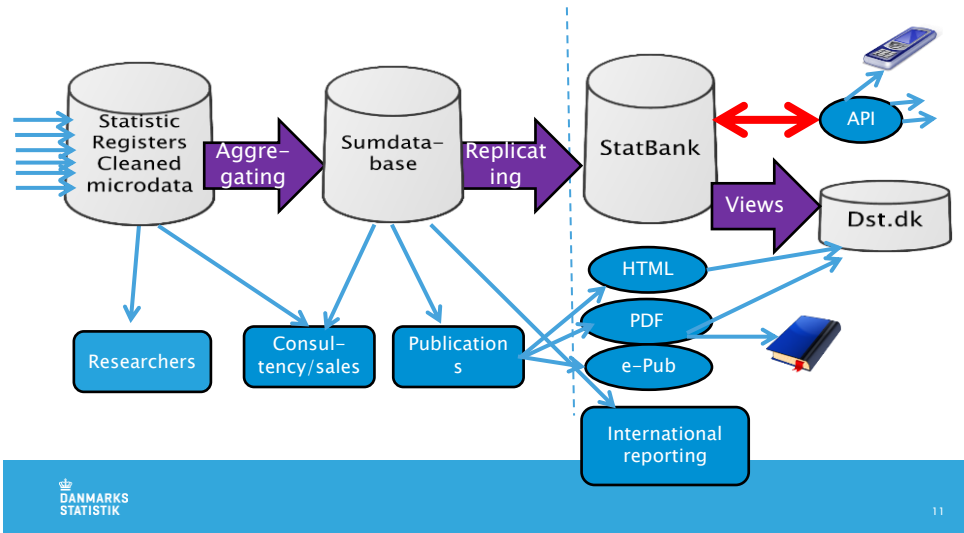 Statistic
Registers
Cleaned
microdata
Aggre-
gating
Sumdata-
base
Replicat
ing
StatBank
API
Views
Dst.dk
HTML
PDF
e-Pub
Researchers
Consul-
tency/sales
Publication
s
International
reporting
DANMARKS
STATISTIK
11